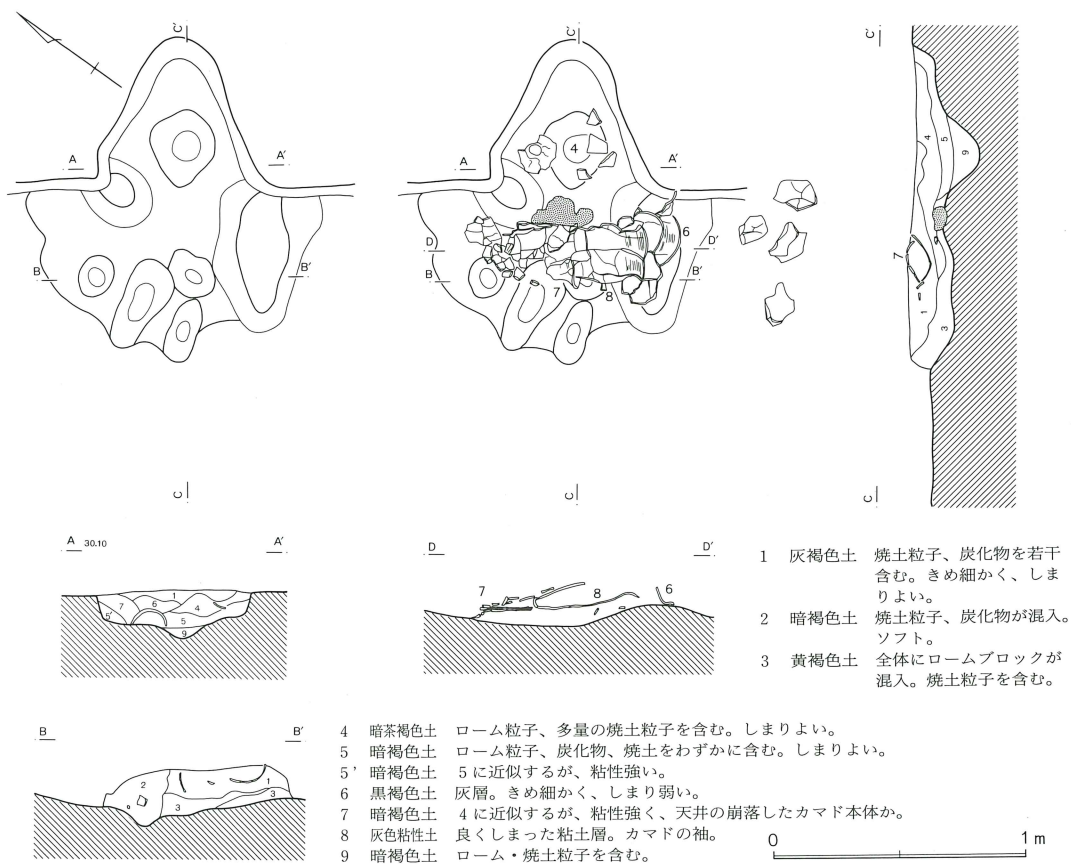 C'
C'
C'
A
A'
A
A'
4
4
5
9
6
D
D'
B
B'
B
B'
7
8
7
1
3
C
C
C
A 30.10
A'
D
D'
1
7
6
4
5'
5
9
7
8
6
1 灰褐色土 焼土粒子、炭化物を若干
含む。きめ細かく、しま
りよい。
2 暗褐色土 焼土粒子、炭化物が混入。
ソフト。
3 黄褐色土 全体にロームブロックが
混入。焼土粒子を含む。
B
B'
2
1
3
3
4 暗茶褐色土 ローム粒子、多量の焼土粒子を含む。しまりよい。
5 暗褐色土 ローム粒子、炭化物、焼土をわずかに含む。しまりよい。
5' 暗褐色土 5に近似するが、粘性強い。
6 黒褐色土 灰層。きめ細かく、しまり弱い。
7 暗褐色土 4に近似するが、粘性強く、天井の崩落したカマド本体か。
8 灰色粘性土 良くしまった粘土層。カマドの袖。
9 暗褐色土 ローム・焼土粒子を含む。
0 1m